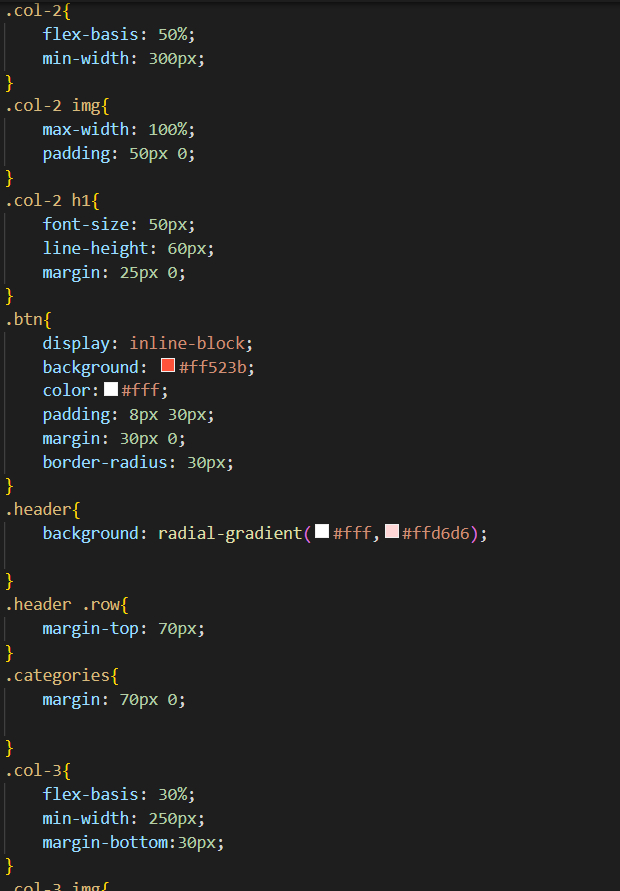 .col-2{
flex-basis: 50%;
min-width: 300px;
}
.col-2 img{
max-width: 100%;
padding: 50px 0;
}
.col-2 h1{
font-size: 50px;
line-height: 60px;
margin: 25px 0;
}
.btn{
display: inline-block;
background: #ff523b;
color:#fff;
padding: 8px 30px;
margin: 30px 0;
border-radius: 30px;
}
.header{
background: radial-gradient(#fff,#ffd6d6);
}
.header .row{
margin-top: 70px;
}
.categories{
margin: 70px 0;
}
.col-3{
flex-basis: 30%;
min-width: 250px;
margin-bottom:30px;
}
.col-3 img{